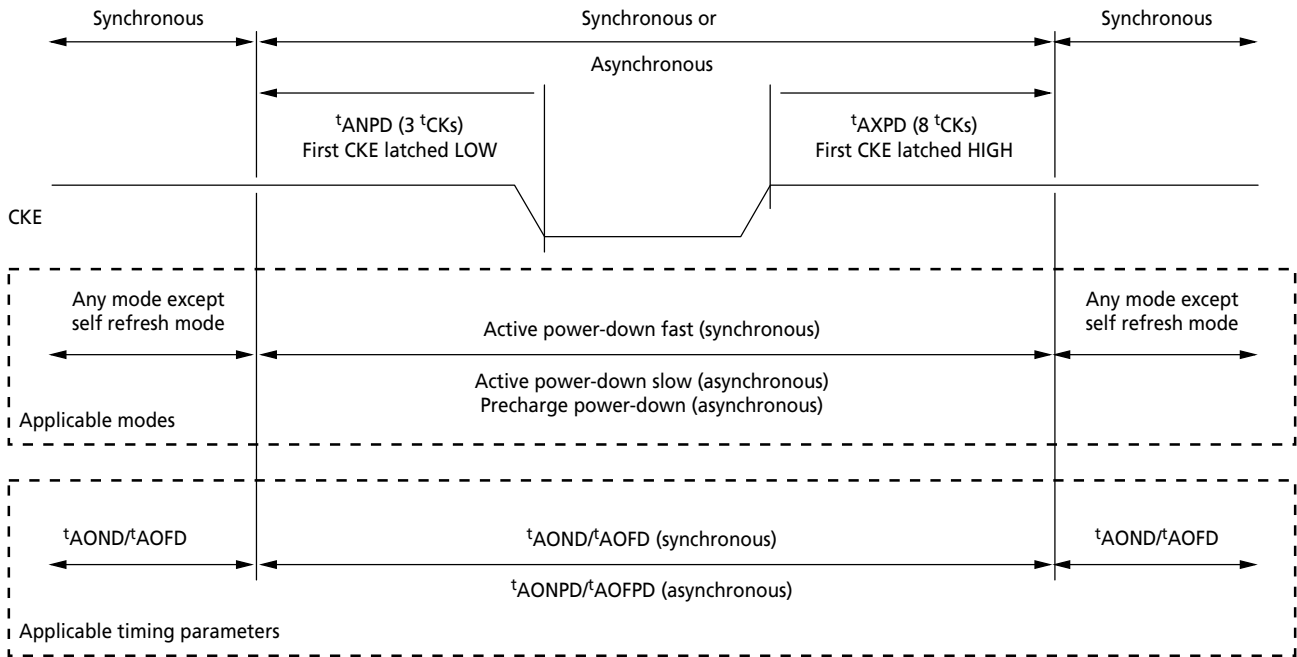 Synchronous
Synchronous or
Synchronous
Asynchronous
tANPD (3 tCKs)
First CKE latched LOW
tAXPD (8 tCKs)
First CKE latched HIGH
CKE
Any mode except
self refresh mode
Active power-down fast (synchronous)
Any mode except
self refresh mode
Active power-down slow (asynchronous)
Precharge power-down (asynchronous)
Applicable modes
tAOND/tAOFD
tAOND/tAOFD (synchronous)
tAOND/tAOFD
tAONPD/tAOFPD (asynchronous)
Applicable timing parameters